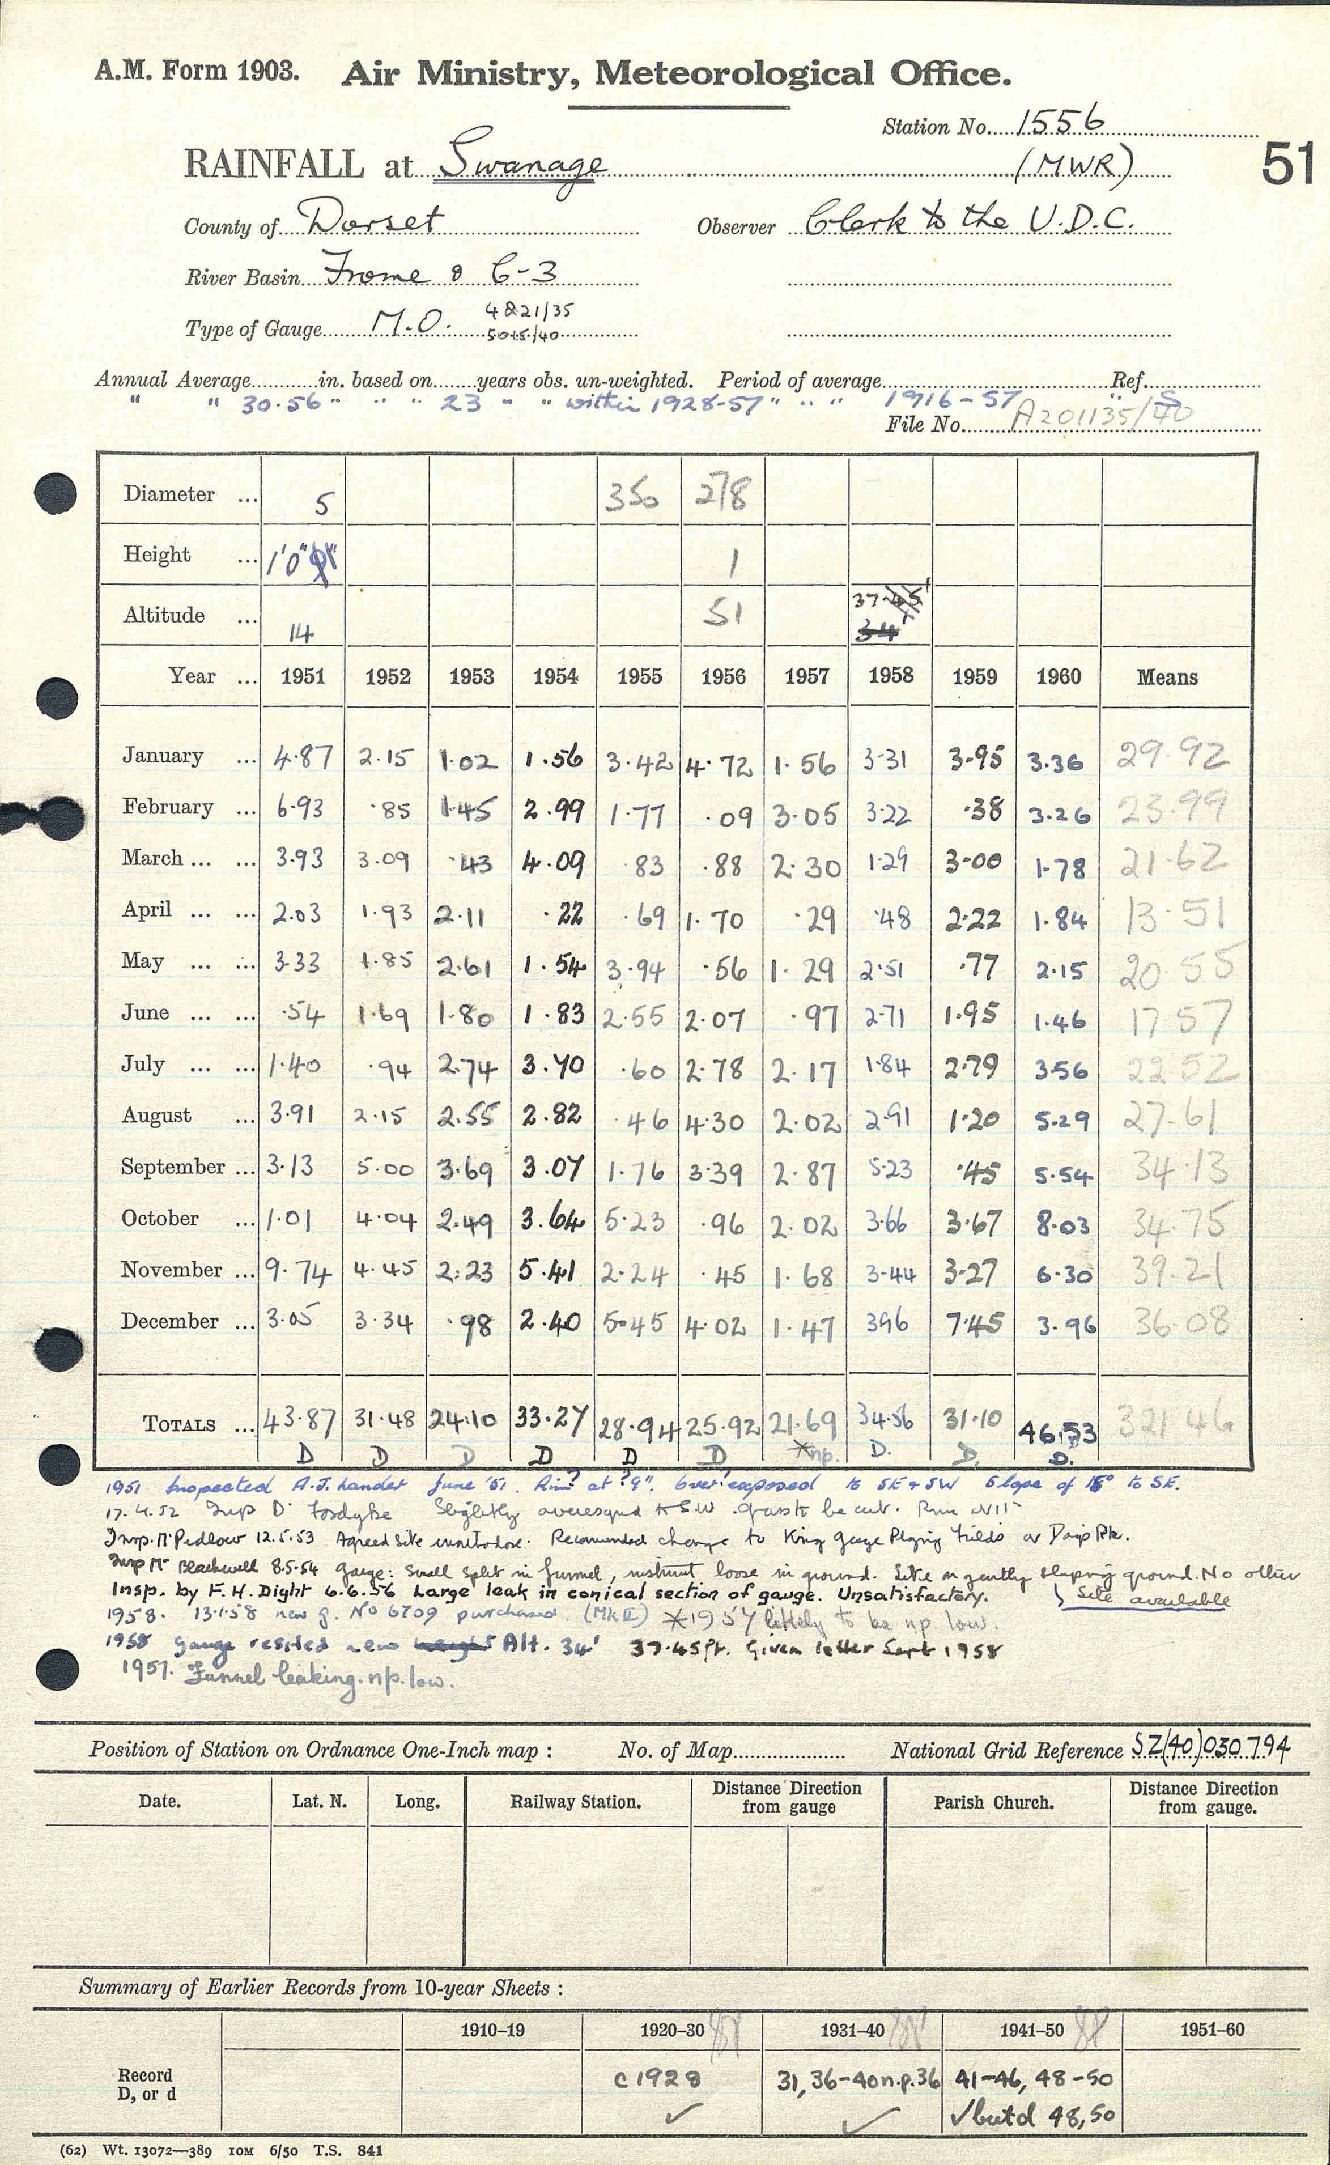 A.M. Form 1903. Air Ministry, Meteorological Office.
Station No. 1556
RAINFALL at Swanage (MWR) 51
County of Dorset Observer Clerk to the U.D.C.
River Basin Frome & C-3
Type of Gauge M.O. 4821/35
5045/40
Annual Average in. based on years obs. un-weighted. Period of average Ref.
" " 30.56 " " " 23 " " within 1928-57 " " " 1916-57 " S
File No. A201135/40
Diameter ... 5 350 278
Height ... 1'0" 1
Altitude ... 14 51 37.45 34
Year ... 1951 1952 1953 1954 1955 1956 1957 1958 1959 1960 Means
January ... 4.87 2.15 1.02 1.56 3.42 4.72 1.56 3.31 3.95 3.36 29.92
February ... 6.93 .85 1.45 2.99 1.77 .09 3.05 3.22 .38 3.26 23.99
March ... ... 3.93 3.09 .43 4.09 .83 .88 2.30 1.29 3.00 1.78 21.62
April ... ... 2.03 1.93 2.11 .22 .69 1.70 .29 .48 2.22 1.84 13.51
May ... ... 3.33 1.85 2.61 1.54 3.94 .56 1.29 2.51 .77 2.15 20.55
June ... ... .54 1.69 1.80 1.83 2.55 2.07 .97 2.71 1.95 1.46 17.57
July ... ... 1.40 .94 2.74 3.70 .60 2.78 2.17 1.84 2.79 3.56 22.52
August ... 3.91 2.15 2.55 2.82 .46 4.30 2.02 2.91 1.20 5.29 27.61
September ... 3.13 5.00 3.69 3.07 1.76 3.39 2.87 5.23 .45 5.54 34.13
October ... 1.01 4.04 2.49 3.64 5.23 .96 2.02 3.66 3.67 8.03 34.75
November ... 9.74 4.45 2.23 5.41 2.24 .45 1.68 3.44 3.27 6.30 39.21
December ... 3.05 3.34 .98 2.40 5.45 4.02 1.47 3.96 7.45 3.96 36.08
TOTALS ... 43.87 31.48 24.10 33.27 28.94 25.92 21.69 34.56 31.10 46.53 321.46
D D D D D D *np. D. D. D.
1951 Inspected A.J. Lander June '51. Rim? at ?9". Over exposed to SE & SW Slope of 15° to SE.
17.4.52 Insp D. Fosdyke Slightly overexpsd to S.W. grass to be cut. Rim
Insp. Mr Pedlow 12.5.53 Agreed Site unsuitable. Recommended change to King George Playing Fields or
Insp Mr Blackwell 8.5.54 Gauge: Small split in funnel, instrument loose in ground. Site on gently sloping ground. No other
Site available
Insp. by F.H. Dight 6.6.56 Large leak in conical section of gauge. Unsatisfactory.
1958. 13.1.58 new g. No 6709 purchased. (Mk II) *1957 likely to be np low.
1958 Gauge resited new height Alt. 34' 37.45ft. Given letter Sept 1958
1957. Funnel leaking. np. low.
Position of Station on Ordnance One-Inch map : No. of Map National Grid Reference SZ(40)030794
Date. Lat. N. Long. Railway Station. Distance Direction from gauge Parish Church. Distance Direction from gauge.
Summary of Earlier Records from 10-year Sheets :
1910-19 1920-30 1931-40 1941-50 1951-60
Record D, or d c1928 31, 36-40 n.p. 36 41-46, 48-50
✓ ✓ ✓ but d 48, 50
(62) Wt. 13072—389 10M 6/50 T.S. 841